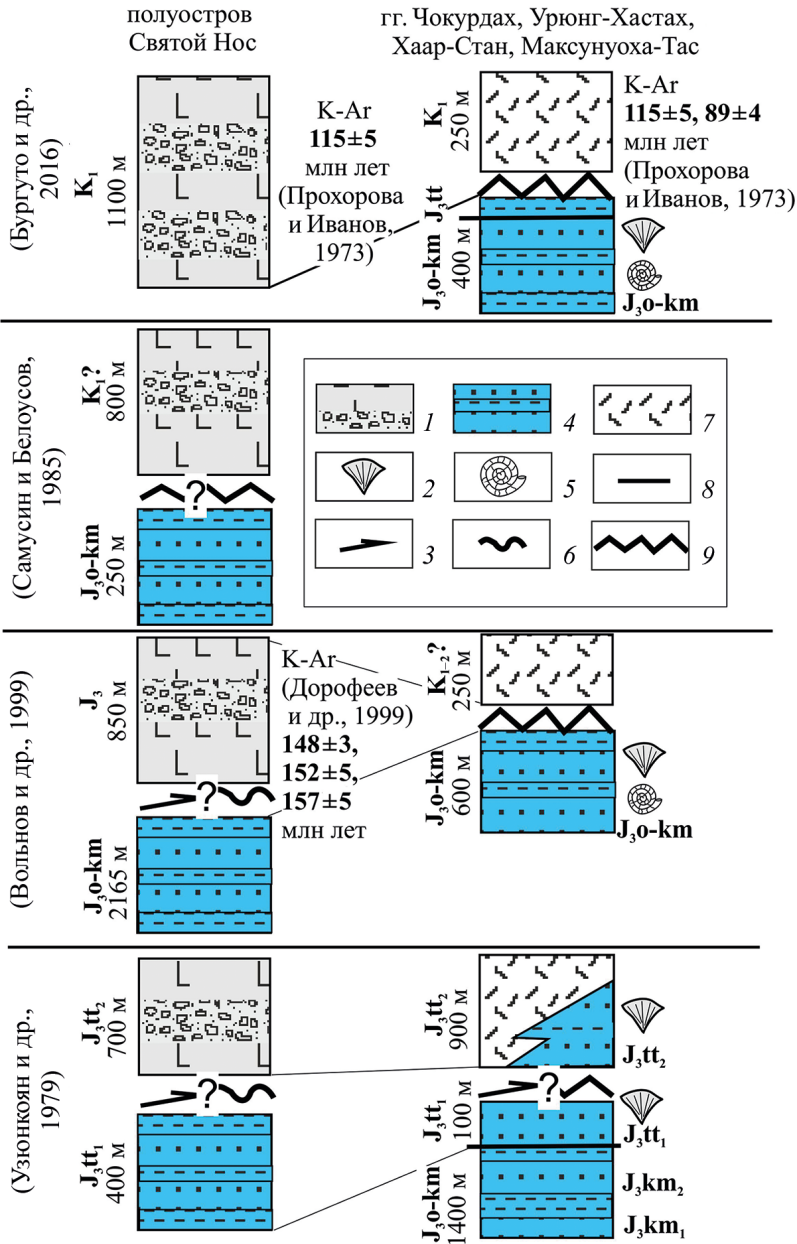 полуостров
Святой Нос
гг. Чокурдах, Урюнг-Хастах,
Хаар-Стан, Максунуоха-Тас
(Бургуто и др.,
2016)
K₁
1100 м
K-Ar
115±5
млн лет
(Прохорова
и Иванов,
1973)
K₁
250 м
J₃tt
J₃o-km
400 м
K-Ar
115±5, 89±4
млн лет
(Прохорова
и Иванов, 1973)
J₃o-km
(Самусин и Белоусов,
1985)
K₁?
800 м
?
J₃o-km
250 м
1
4
7
2
5
8
3
6
9
(Вольнов и др., 1999)
J₃
850 м
?
J₃o-km
2165 м
K-Ar
(Дорофеев
и др., 1999)
148±3,
152±5,
157±5
млн лет
K₁₋₂?
250 м
J₃o-km
600 м
J₃o-km
(Узюнкоян и др.,
1979)
J₃tt₂
700 м
?
J₃tt₁
400 м
J₃tt₂
900 м
J₃tt₂
?
J₃tt₁
100 м
J₃tt₁
J₃o-km
1400 м
J₃km₂
J₃km₁